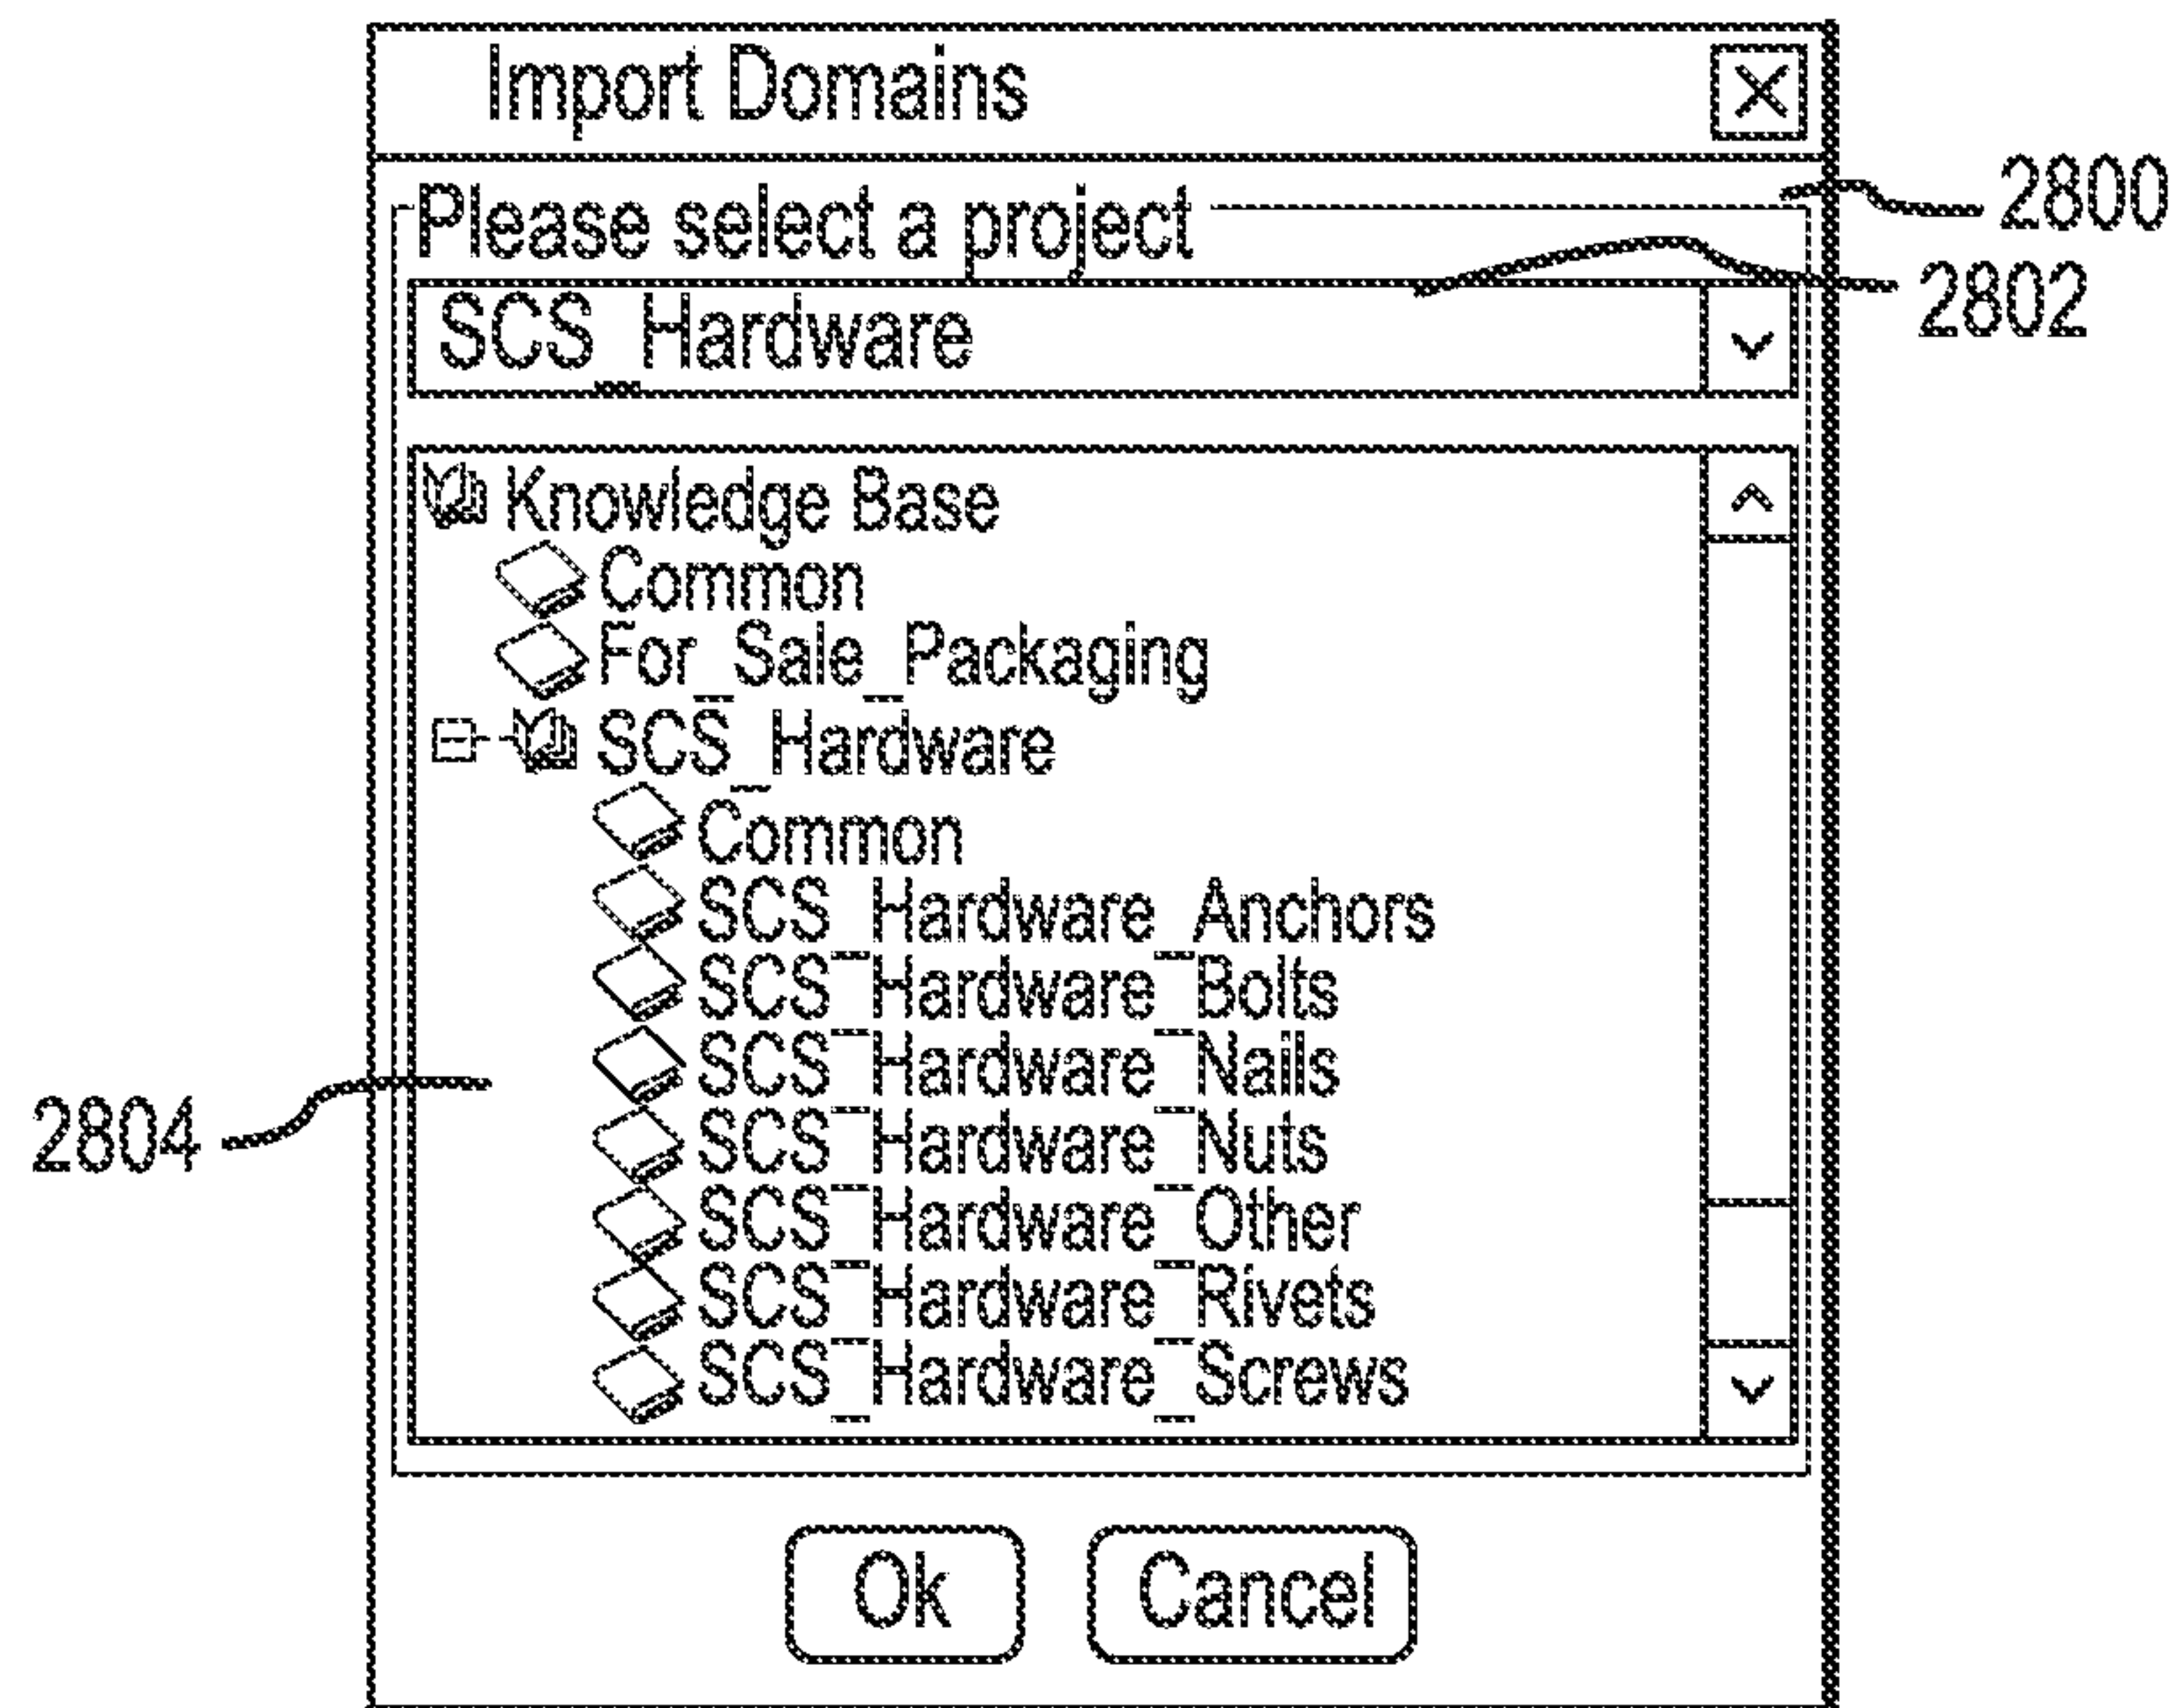 Import Domains
Please select a project
2800
SCS_Hardware
2802
Knowledge Base
Common
For_Sale_Packaging
SCS_Hardware
Common
SCS_Hardware_Anchors
SCS_Hardware_Bolts
SCS_Hardware_Nails
2804
SCS_Hardware_Nuts
SCS_Hardware_Other
SCS_Hardware_Rivets
SCS_Hardware_Screws
Ok
Cancel